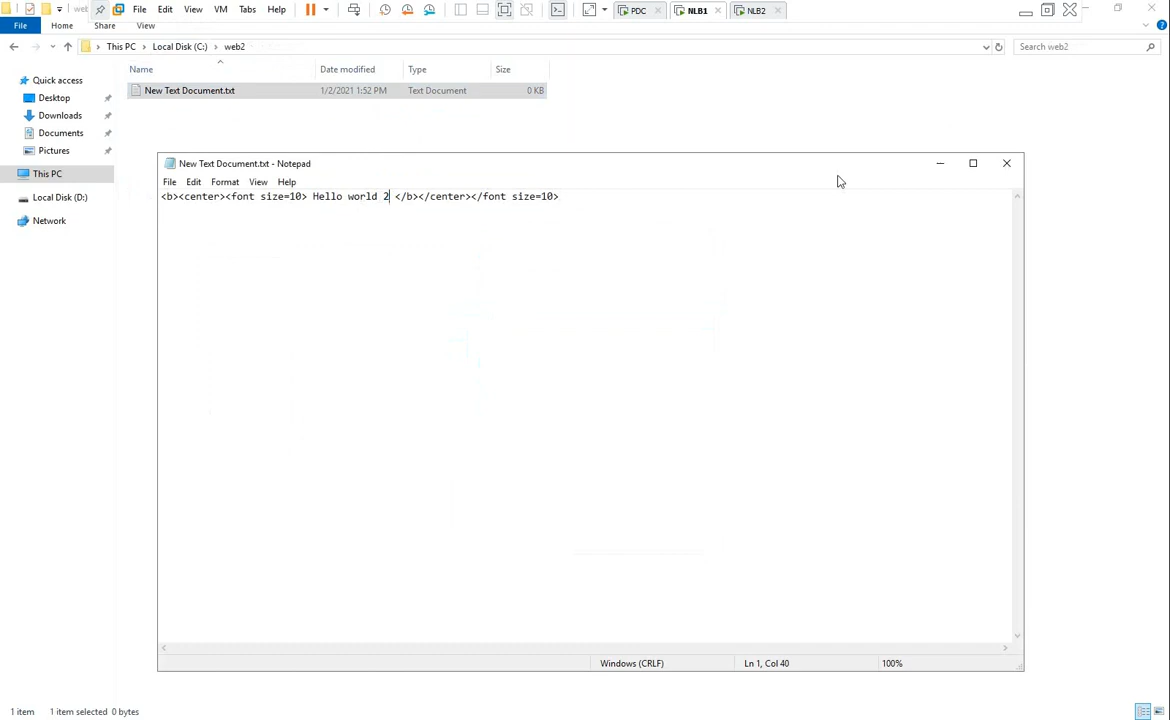 web File Edit View VM Tabs Help PDC NLB1 NLB2
File Home Share View
This PC Local Disk (C:) web2 Search web2
Name Date modified Type Size
Quick access
New Text Document.txt 1/2/2021 1:52 PM Text Document 0 KB
Desktop
Downloads
Documents
Pictures
This PC
Local Disk (D:)
Network
New Text Document.txt - Notepad
File Edit Format View Help
<b><center><font size=10> Hello world 2 </b></center></font size=10>
Windows (CRLF) Ln 1, Col 40 100%
1 item 1 item selected 0 bytes